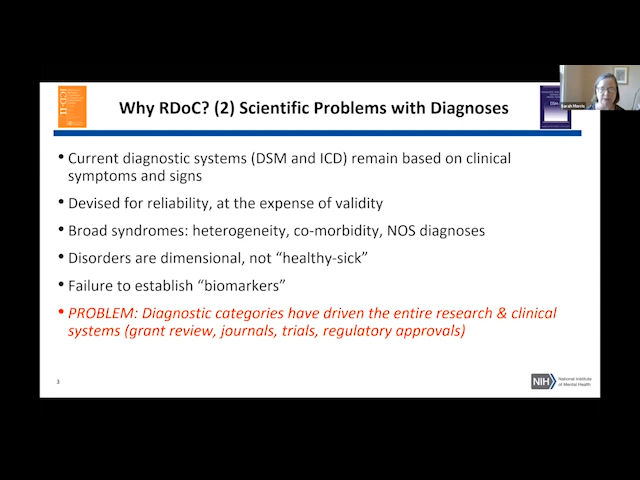 ICD-11
Why RDoC? (2) Scientific Problems with Diagnoses
DSM
Sarah Morris
• Current diagnostic systems (DSM and ICD) remain based on clinical
symptoms and signs
• Devised for reliability, at the expense of validity
• Broad syndromes: heterogeneity, co-morbidity, NOS diagnoses
• Disorders are dimensional, not “healthy-sick”
• Failure to establish “biomarkers”
• PROBLEM: Diagnostic categories have driven the entire research & clinical
systems (grant review, journals, trials, regulatory approvals)
3
NIH
National Institute
of Mental Health